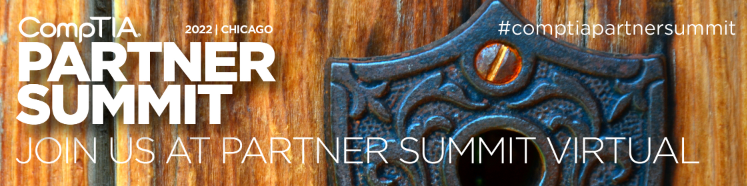 CompTIA.
2022 | CHICAGO
#comptiapartnersummit
PARTNER
SUMMIT
JOIN US AT PARTNER SUMMIT VIRTUAL